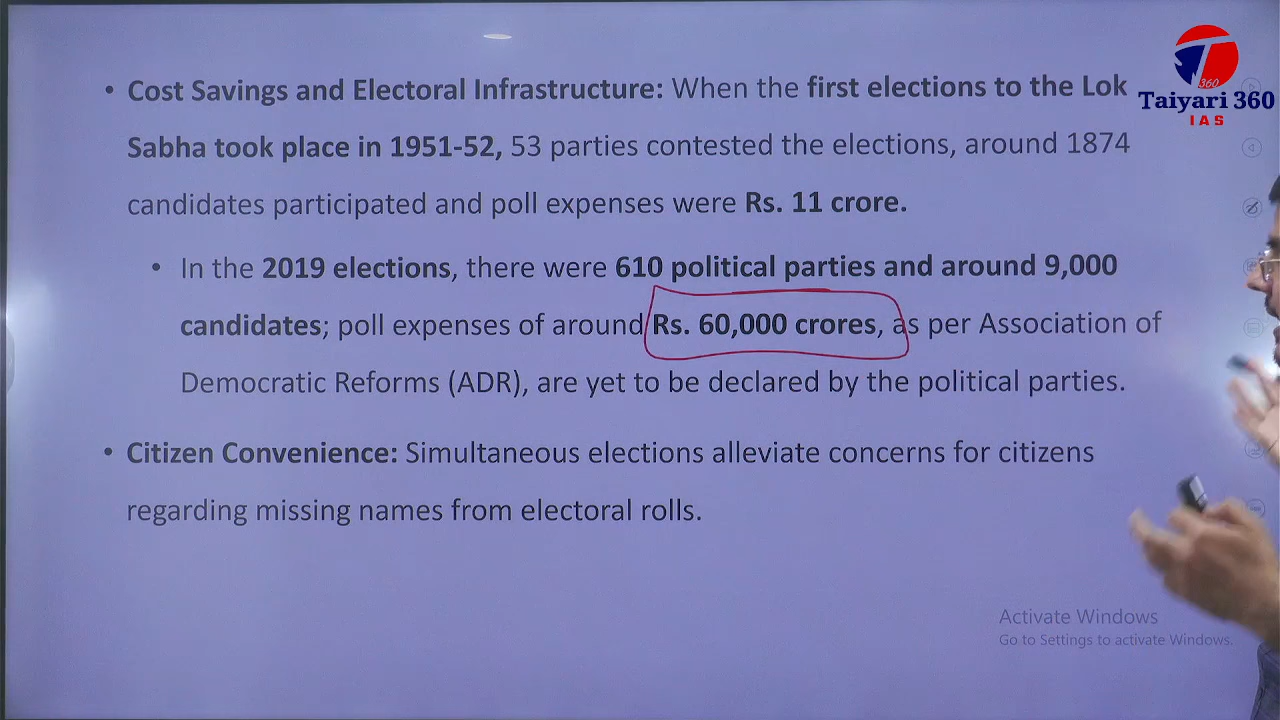 • Cost Savings and Electoral Infrastructure: When the first elections to the Lok
Sabha took place in 1951-52, 53 parties contested the elections, around 1874
candidates participated and poll expenses were Rs. 11 crore.
• In the 2019 elections, there were 610 political parties and around 9,000
candidates; poll expenses of around Rs. 60,000 crores, as per Association of
Democratic Reforms (ADR), are yet to be declared by the political parties.
• Citizen Convenience: Simultaneous elections alleviate concerns for citizens
regarding missing names from electoral rolls.
T
360
Taiyari 360
IAS
Activate Windows
Go to Settings to activate Windows.